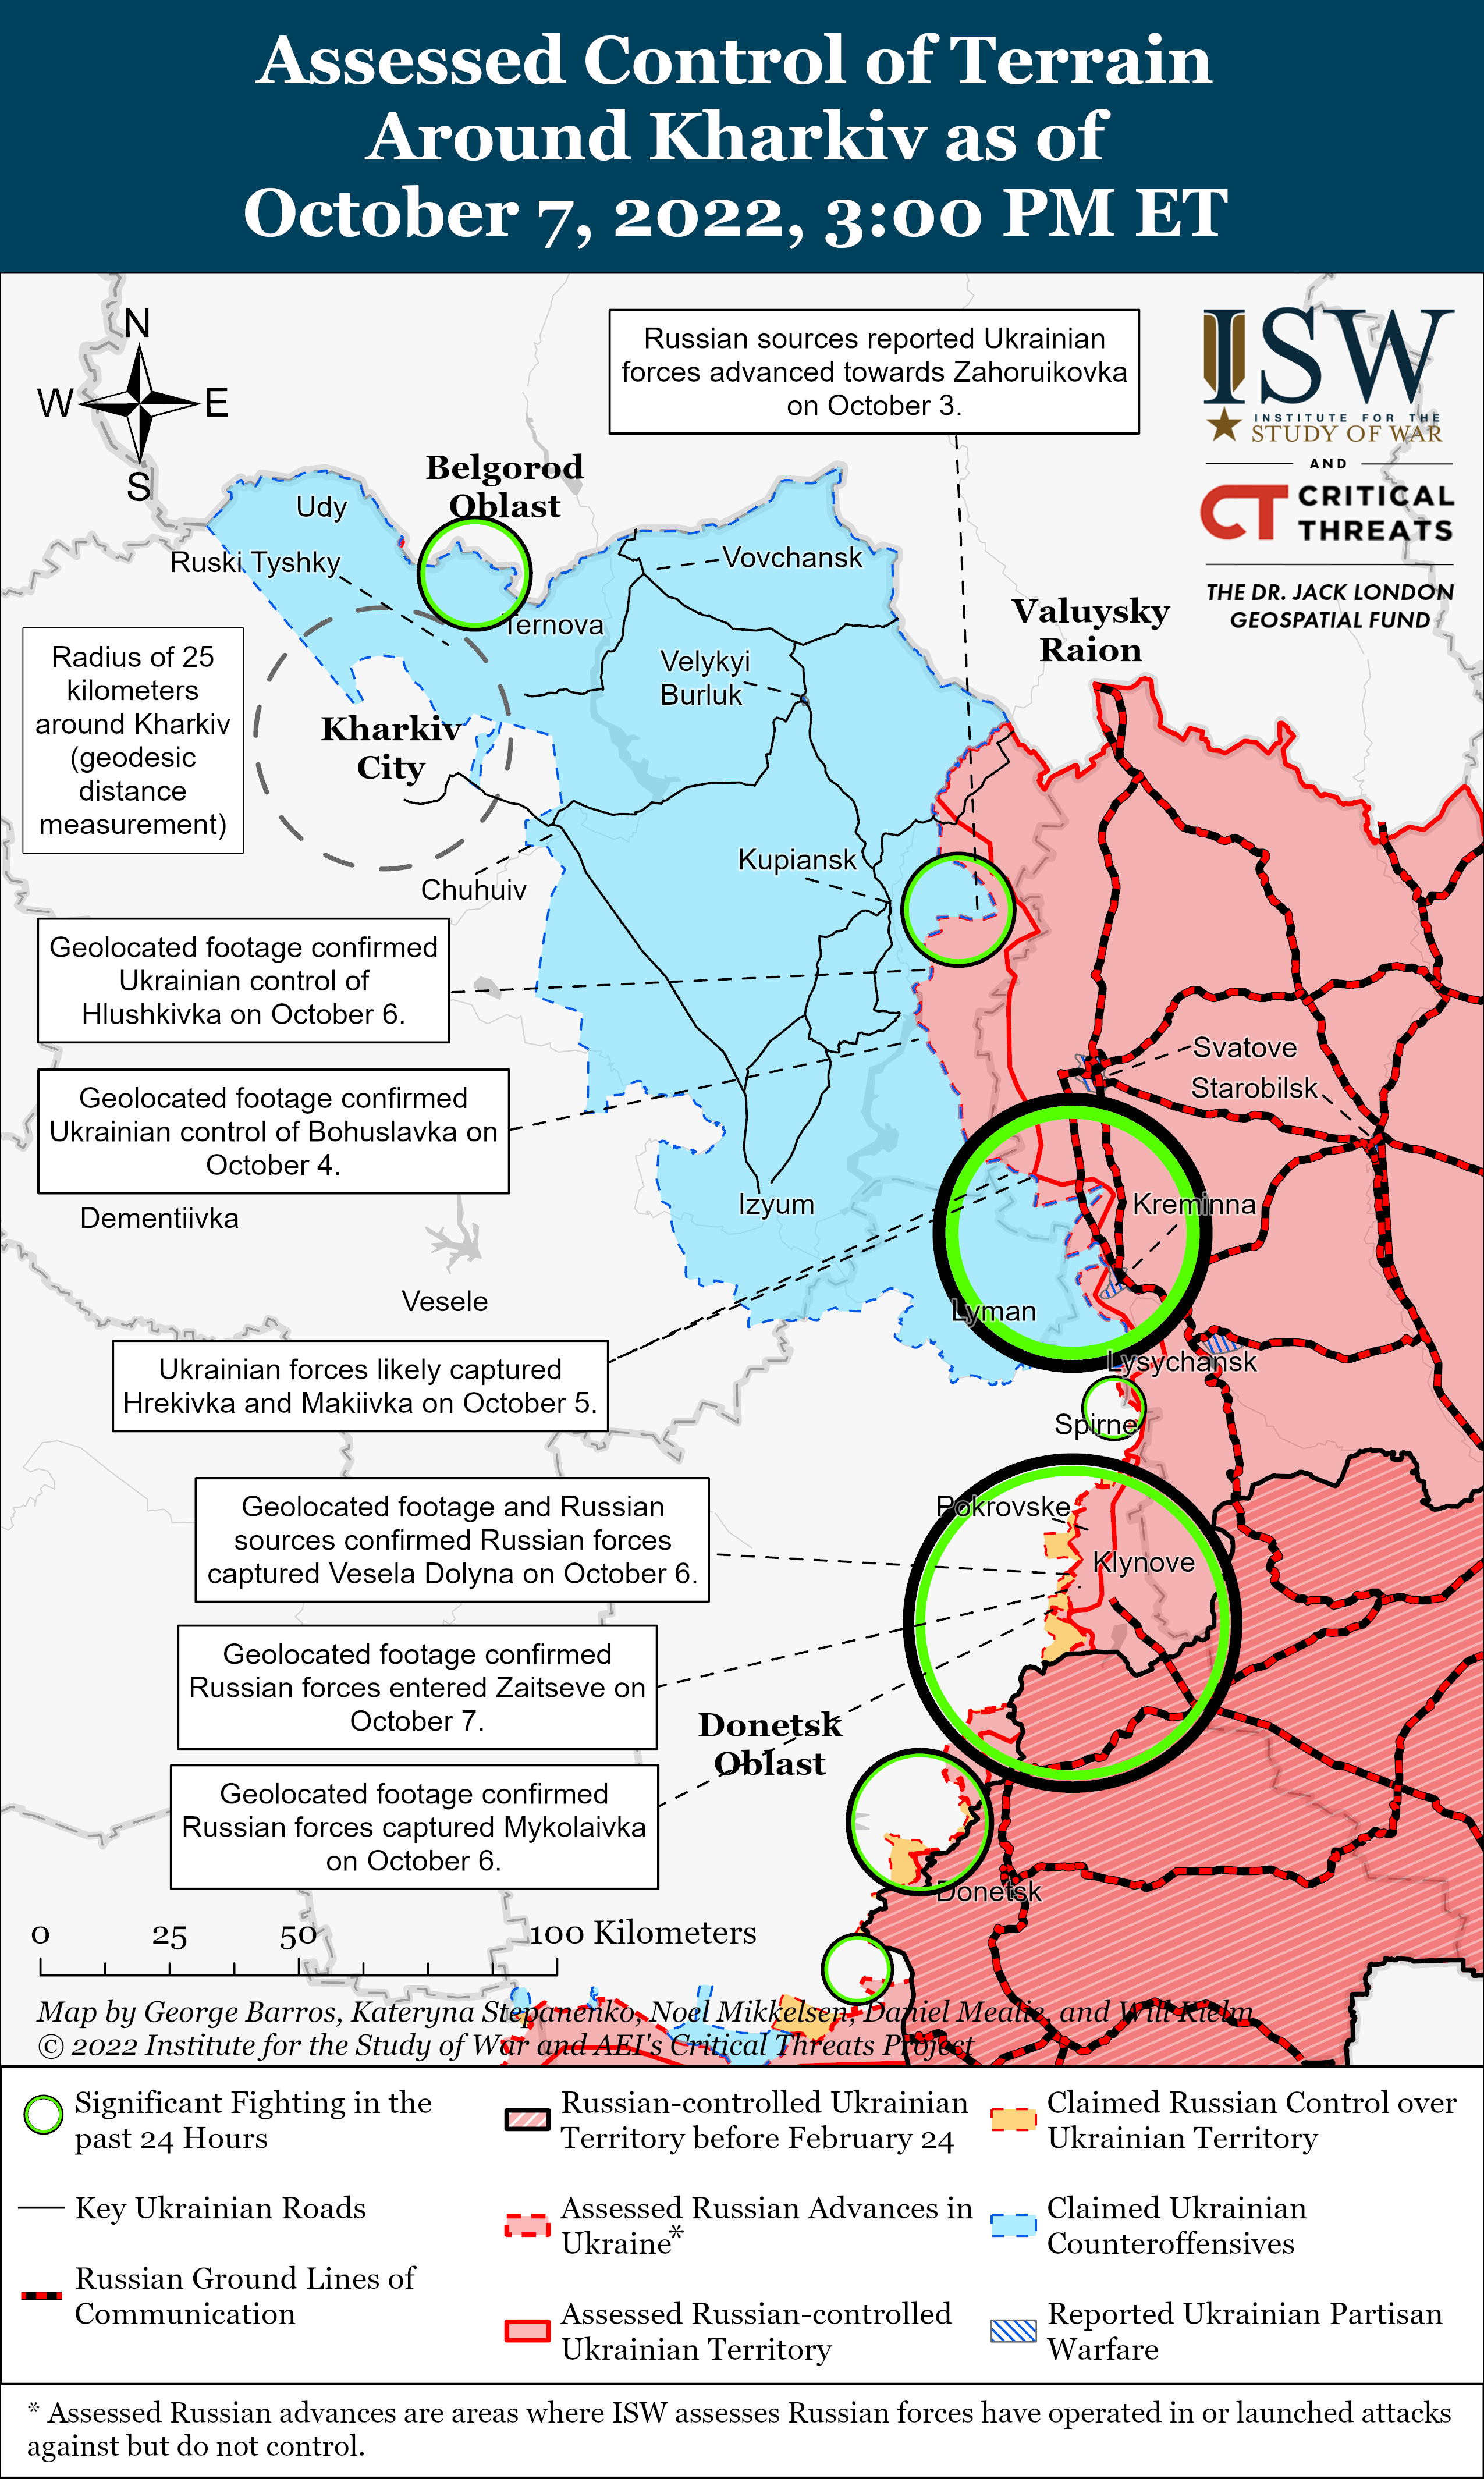 Assessed Control of Terrain
Around Kharkiv as of
October 7, 2022, 3:00 PM ET
N
W
E
S
Russian sources reported Ukrainian
forces advanced towards Zahoruikovka
on October 3.
ISW
INSTITUTE FOR THE
STUDY OF WAR
AND
CT CRITICAL
THREATS
THE DR. JACK LONDON
GEOSPATIAL FUND
Belgorod
Oblast
Udy
Ruski Tyshky
Vovchansk
Ternova
Valuysky
Raion
Radius of 25
kilometers
around Kharkiv
(geodesic
distance
measurement)
Velykyi
Burluk
Kharkiv
City
Kupiansk
Chuhuiv
Geolocated footage confirmed
Ukrainian control of
Hlushkivka on October 6.
Svatove
Starobilsk
Geolocated footage confirmed
Ukrainian control of Bohuslavka on
October 4.
Dementiivka
Izyum
Kreminna
Vesele
Lyman
Ukrainian forces likely captured
Hrekivka and Makiivka on October 5.
Lysychansk
Spirne
Geolocated footage and Russian
sources confirmed Russian forces
captured Vesela Dolyna on October 6.
Pokrovske
Klynove
Geolocated footage confirmed
Russian forces entered Zaitseve on
October 7.
Donetsk
Oblast
Geolocated footage confirmed
Russian forces captured Mykolaivka
on October 6.
Donetsk
0 25 50 100 Kilometers
Map by George Barros, Kateryna Stepanenko, Noel Mikkelsen, Daniel Mealie, and Will Kielm
© 2022 Institute for the Study of War and AEI's Critical Threats Project
Significant Fighting in the
past 24 Hours
Key Ukrainian Roads
Russian Ground Lines of
Communication
Russian-controlled Ukrainian
Territory before February 24
Assessed Russian Advances in
Ukraine*
Assessed Russian-controlled
Ukrainian Territory
Claimed Russian Control over
Ukrainian Territory
Claimed Ukrainian
Counteroffensives
Reported Ukrainian Partisan
Warfare
* Assessed Russian advances are areas where ISW assesses Russian forces have operated in or launched attacks
against but do not control.